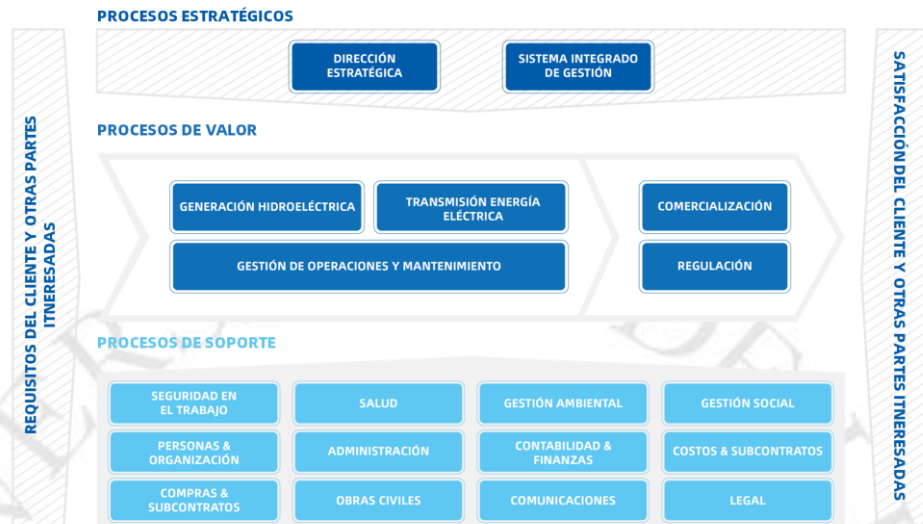 PROCESOS ESTRATÉGICOS
DIRECCIÓN
ESTRATÉGICA
SISTEMA INTEGRADO
DE GESTIÓN
REQUISITOS DEL CLIENTE Y OTRAS PARTES
ITNERESADAS
PROCESOS DE VALOR
GENERACIÓN HIDROELÉCTRICA
TRANSMISIÓN ENERGÍA
ELÉCTRICA
GESTIÓN DE OPERACIONES Y MANTENIMIENTO
COMERCIALIZACIÓN
REGULACIÓN
PROCESOS DE SOPORTE
SEGURIDAD EN
EL TRABAJO
SALUD
GESTIÓN AMBIENTAL
GESTIÓN SOCIAL
PERSONAS &
ORGANIZACIÓN
ADMINISTRACIÓN
CONTABILIDAD &
FINANZAS
COSTOS & SUBCONTRATOS
COMPRAS &
SUBCONTRATOS
OBRAS CIVILES
COMUNICACIONES
LEGAL
SATISFACCIÓN DEL CLIENTE Y OTRAS PARTES ITNERESADAS